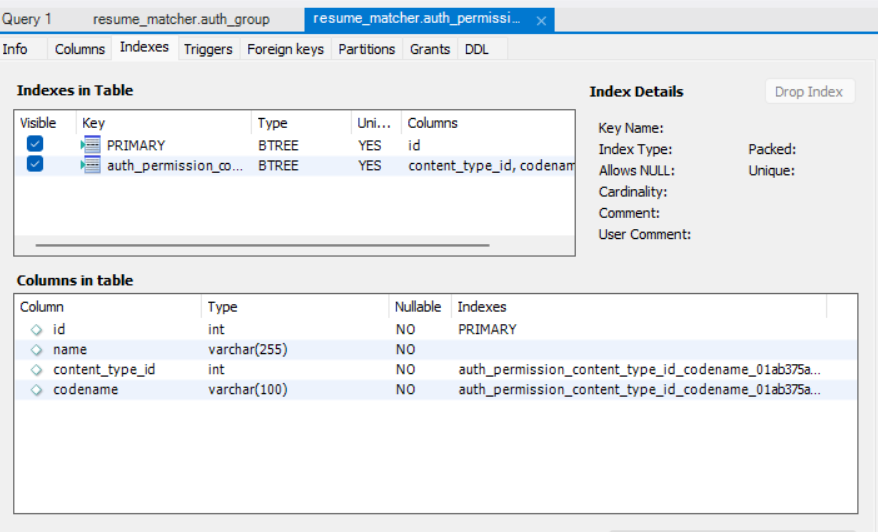 Query 1 resume_matcher.auth_group resume_matcher.auth_permissi...
Info Columns Indexes Triggers Foreign keys Partitions Grants DDL
Indexes in Table
Visible Key Type Uni... Columns
PRIMARY BTREE YES id
auth_permission_co... BTREE YES content_type_id, codenam
Index Details Drop Index
Key Name:
Index Type: Packed:
Allows NULL: Unique:
Cardinality:
Comment:
User Comment:
Columns in table
Column Type Nullable Indexes
id int NO PRIMARY
name varchar(255) NO
content_type_id int NO auth_permission_content_type_id_codename_01ab375a...
codename varchar(100) NO auth_permission_content_type_id_codename_01ab375a...